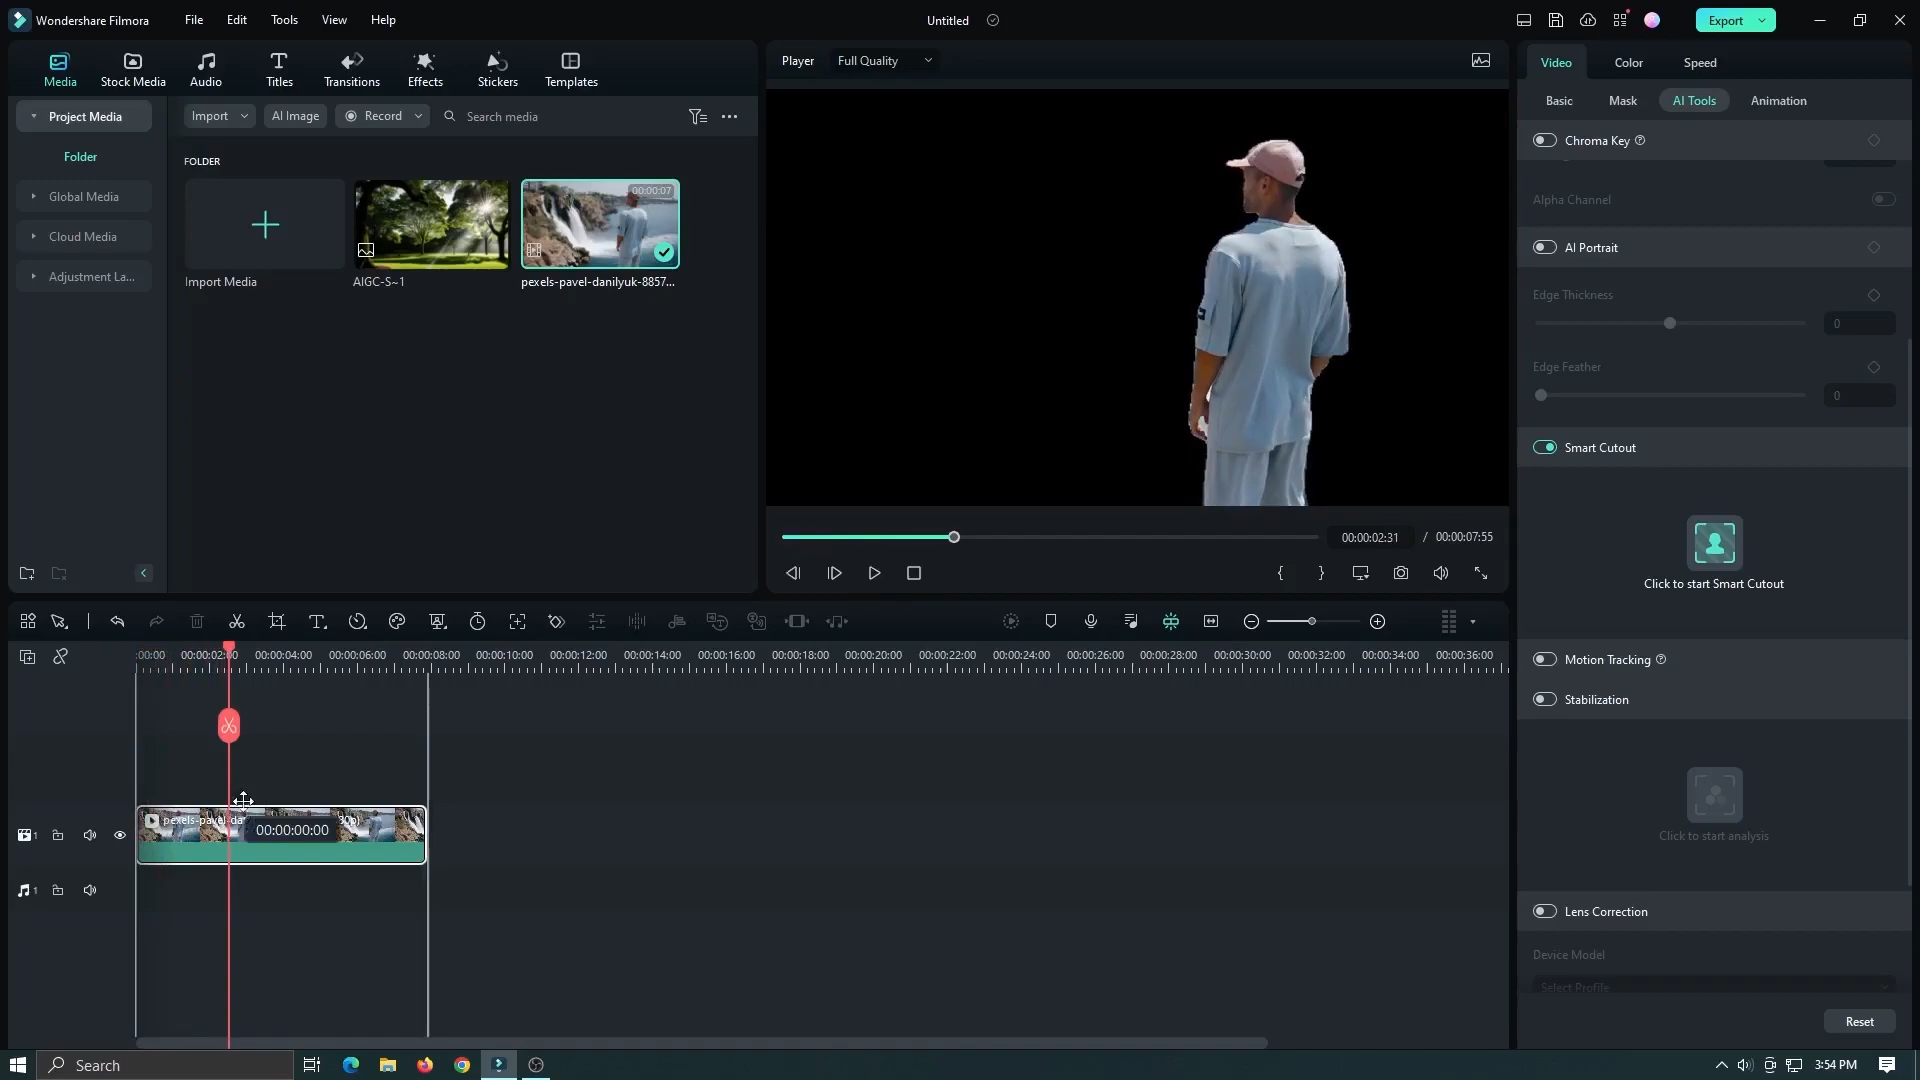 Wondershare Filmora File Edit Tools View Help Untitled Export
Media Stock Media Audio Titles Transitions Effects Stickers Templates
Player Full Quality
Video Color Speed
Basic Mask AI Tools Animation
Project Media
Folder
Global Media
Cloud Media
Adjustment La...
Import AI Image Record Search media
FOLDER
00:00:07
Import Media AIGC-S~1 pexels-pavel-danilyuk-8857...
Chroma Key
Alpha Channel
AI Portrait
Edge Thickness
0
Edge Feather
0
Smart Cutout
Click to start Smart Cutout
Motion Tracking
Stabilization
Click to start analysis
Lens Correction
Device Model
Select Profile
Reset
00:00:02:31 / 00:00:07:55
{ }
:00:00 00:00:02:00 00:00:04:00 00:00:06:00 00:00:08:00 00:00:10:00 00:00:12:00 00:00:14:00 00:00:16:00 00:00:18:00 00:00:20:00 00:00:22:00 00:00:24:00 00:00:26:00 00:00:28:00 00:00:30:00 00:00:32:00 00:00:34:00 00:00:36:00
pexels-pavel-da
00:00:00:00
1
1
Search
3:54 PM